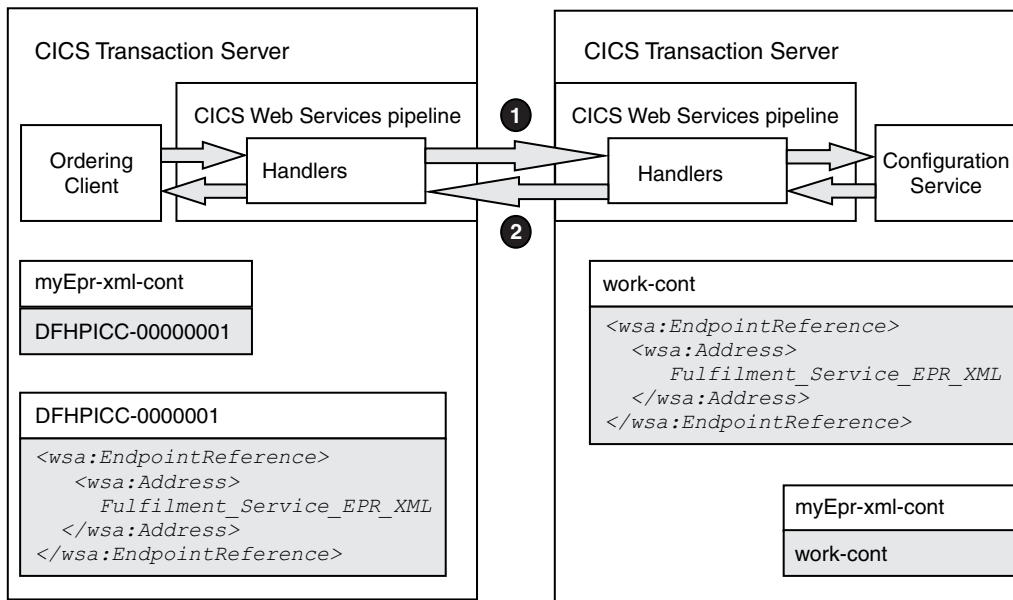 CICS Transaction Server
CICS Web Services pipeline
Ordering
Client
Handlers
1
2
CICS Transaction Server
CICS Web Services pipeline
Handlers
Configuration
Service
myEpr-xml-cont
DFHPICC-00000001
DFHPICC-0000001
<wsa:EndpointReference>
<wsa:Address>
Fulfilment_Service_EPR_XML
</wsa:Address>
</wsa:EndpointReference>
work-cont
<wsa:EndpointReference>
<wsa:Address>
Fulfilment_Service_EPR_XML
</wsa:Address>
</wsa:EndpointReference>
myEpr-xml-cont
work-cont